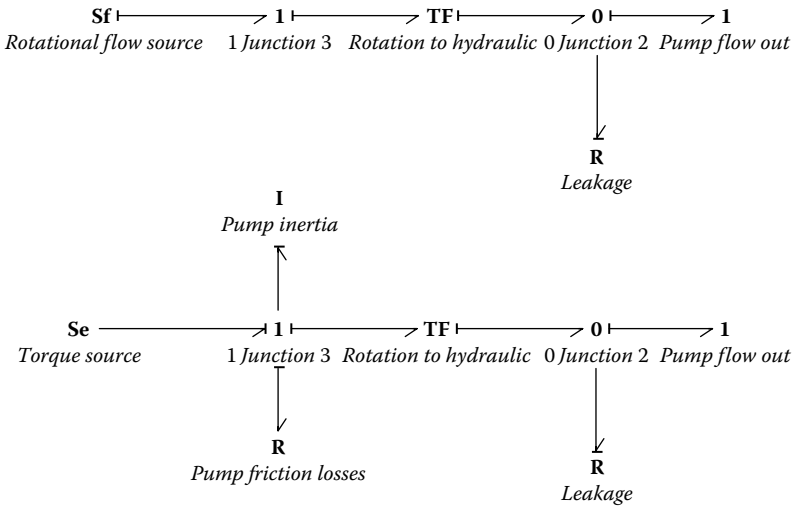 Sf 1 TF 0 1
Rotational flow source 1 Junction 3 Rotation to hydraulic 0 Junction 2 Pump flow out
R
Leakage
I
Pump inertia
Se 1 TF 0 1
Torque source 1 Junction 3 Rotation to hydraulic 0 Junction 2 Pump flow out
R
Pump friction losses
R
Leakage